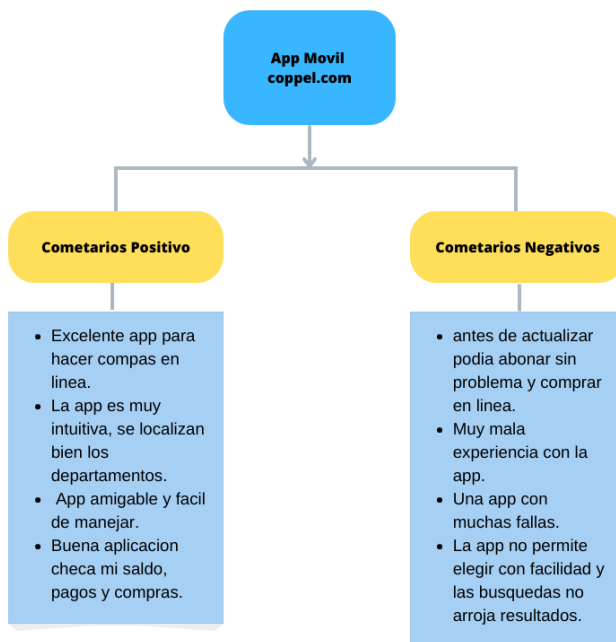 App Movil
coppel.com
Cometarios Positivo
Excelente app para
hacer compas en
linea.
La app es muy
intuitiva, se localizan
bien los
departamentos.
App amigable y facil
de manejar.
Buena aplicacion
checa mi saldo,
pagos y compras.
Cometarios Negativos
antes de actualizar
podia abonar sin
problema y comprar
en linea.
Muy mala
experiencia con la
app.
Una app con
muchas fallas.
La app no permite
elegir con facilidad y
las busquedas no
arroja resultados.